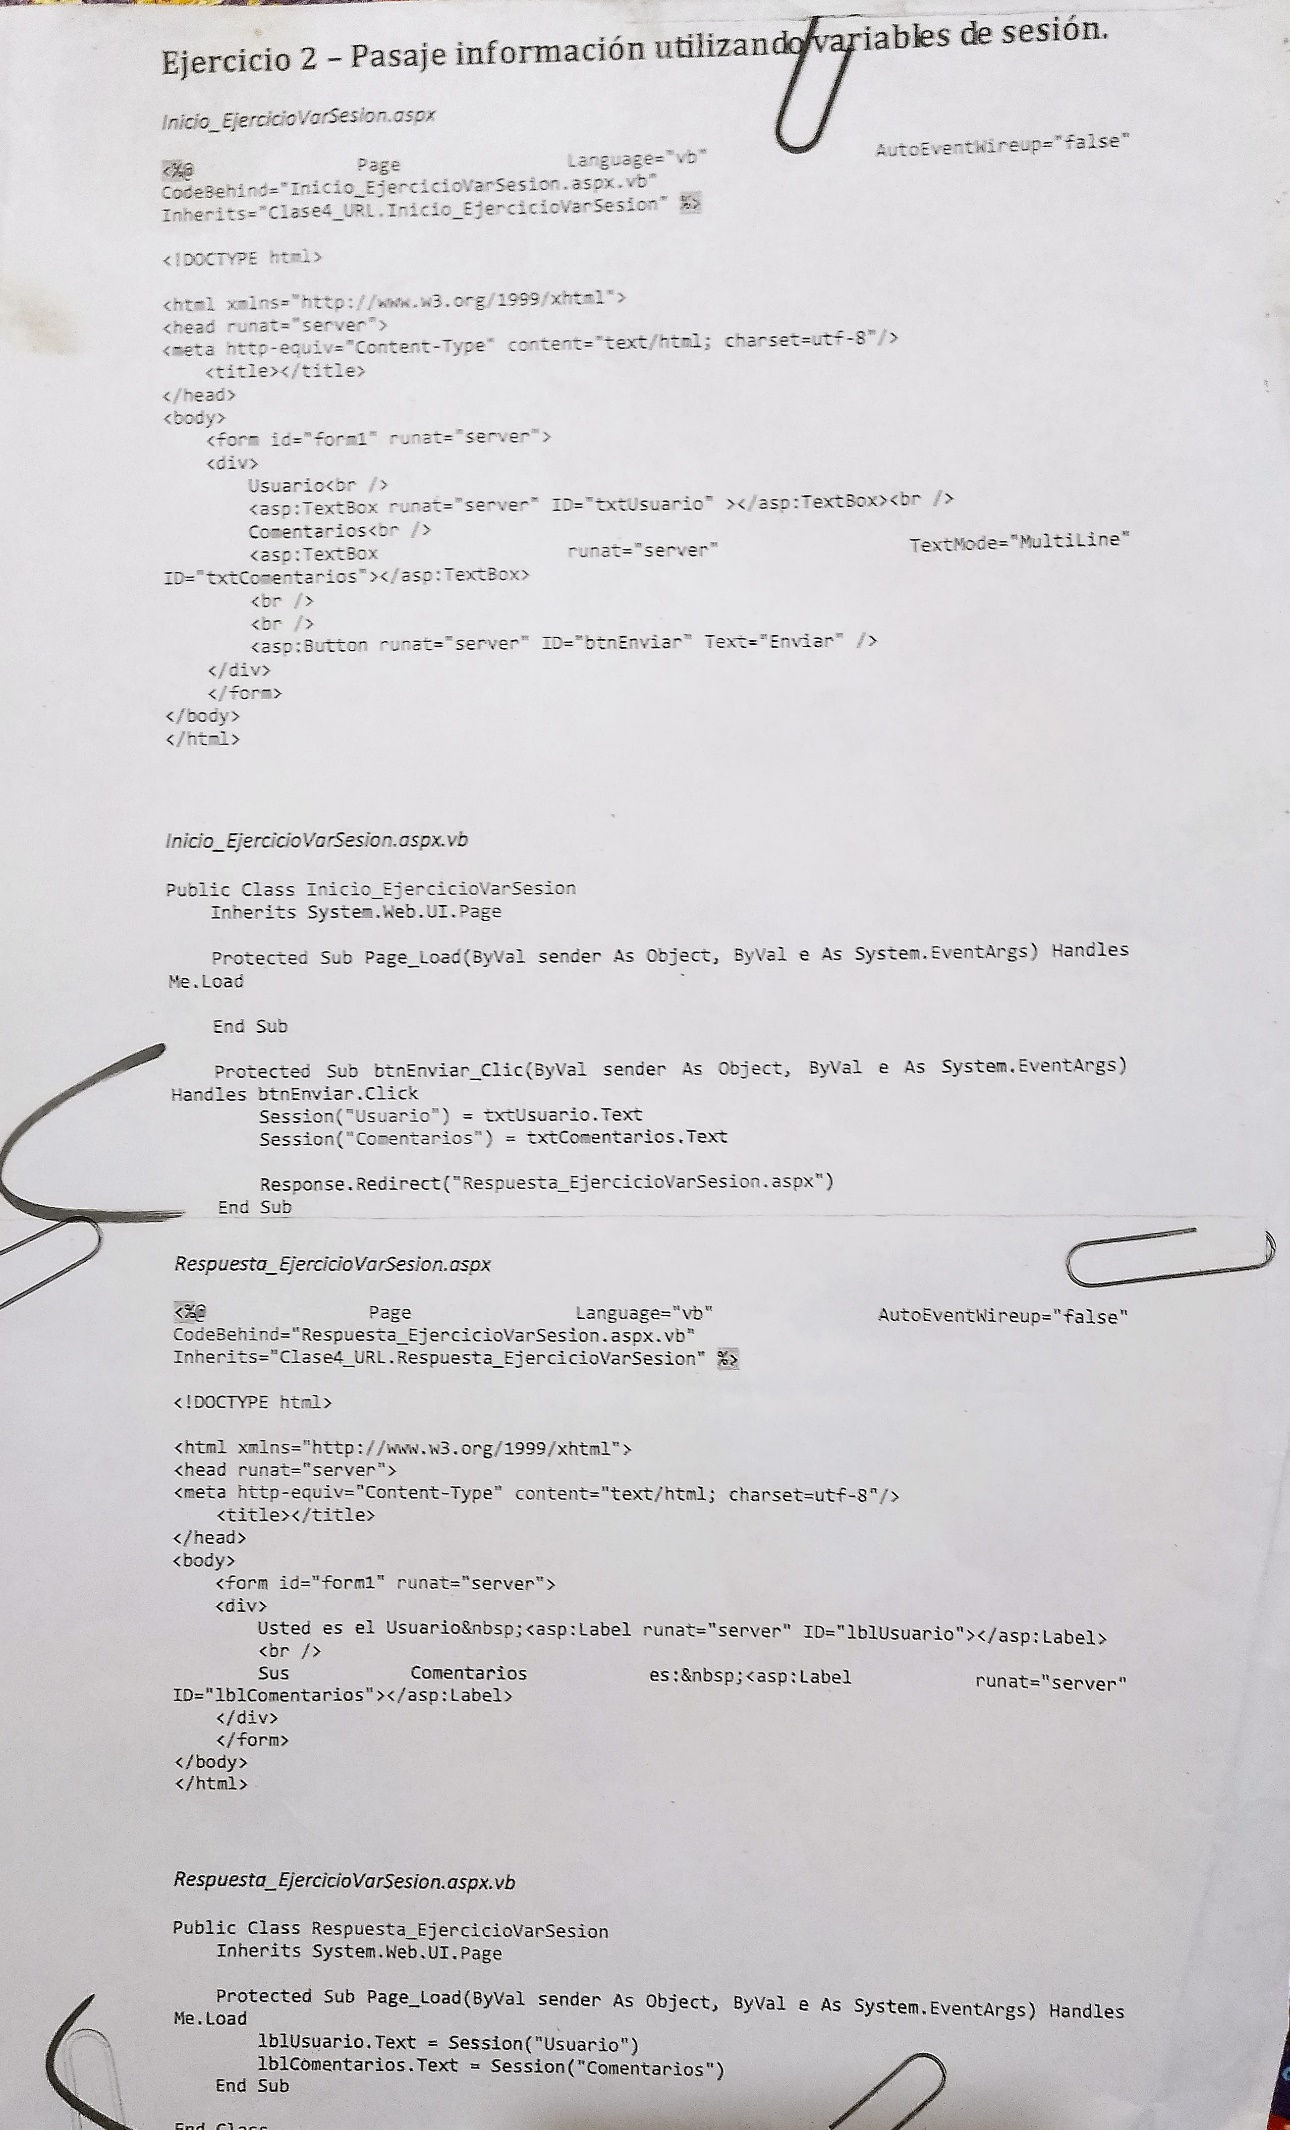 Ejercicio 2 – Pasaje información utilizando variables de sesión.
Inicio_EjercicioVarSesion.aspx
<%@ Page Language="vb" AutoEventWireup="false"
CodeBehind="Inicio_EjercicioVarSesion.aspx.vb"
Inherits="Clase4_URL.Inicio_EjercicioVarSesion" %>
<!DOCTYPE html>
<html xmlns="http://www.w3.org/1999/xhtml">
<head runat="server">
<meta http-equiv="Content-Type" content="text/html; charset=utf-8"/>
<title></title>
</head>
<body>
<form id="form1" runat="server">
<div>
Usuario<br />
<asp:TextBox runat="server" ID="txtUsuario" ></asp:TextBox><br />
Comentarios<br />
<asp:TextBox runat="server" TextMode="MultiLine"
ID="txtComentarios"></asp:TextBox>
<br />
<br />
<asp:Button runat="server" ID="btnEnviar" Text="Enviar" />
</div>
</form>
</body>
</html>
Inicio_EjercicioVarSesion.aspx.vb
Public Class Inicio_EjercicioVarSesion
Inherits System.Web.UI.Page
Protected Sub Page_Load(ByVal sender As Object, ByVal e As System.EventArgs) Handles
Me.Load
End Sub
Protected Sub btnEnviar_Clic(ByVal sender As Object, ByVal e As System.EventArgs)
Handles btnEnviar.Click
Session("Usuario") = txtUsuario.Text
Session("Comentarios") = txtComentarios.Text
Response.Redirect("Respuesta_EjercicioVarSesion.aspx")
End Sub
Respuesta_EjercicioVarSesion.aspx
<%@ Page Language="vb" AutoEventWireup="false"
CodeBehind="Respuesta_EjercicioVarSesion.aspx.vb"
Inherits="Clase4_URL.Respuesta_EjercicioVarSesion" %>
<!DOCTYPE html>
<html xmlns="http://www.w3.org/1999/xhtml">
<head runat="server">
<meta http-equiv="Content-Type" content="text/html; charset=utf-8"/>
<title></title>
</head>
<body>
<form id="form1" runat="server">
<div>
Usted es el Usuario&nbsp;<asp:Label runat="server" ID="lblUsuario"></asp:Label>
<br />
Sus Comentarios es:&nbsp;<asp:Label runat="server"
ID="lblComentarios"></asp:Label>
</div>
</form>
</body>
</html>
Respuesta_EjercicioVarSesion.aspx.vb
Public Class Respuesta_EjercicioVarSesion
Inherits System.Web.UI.Page
Protected Sub Page_Load(ByVal sender As Object, ByVal e As System.EventArgs) Handles
Me.Load
lblUsuario.Text = Session("Usuario")
lblComentarios.Text = Session("Comentarios")
End Sub
End Class